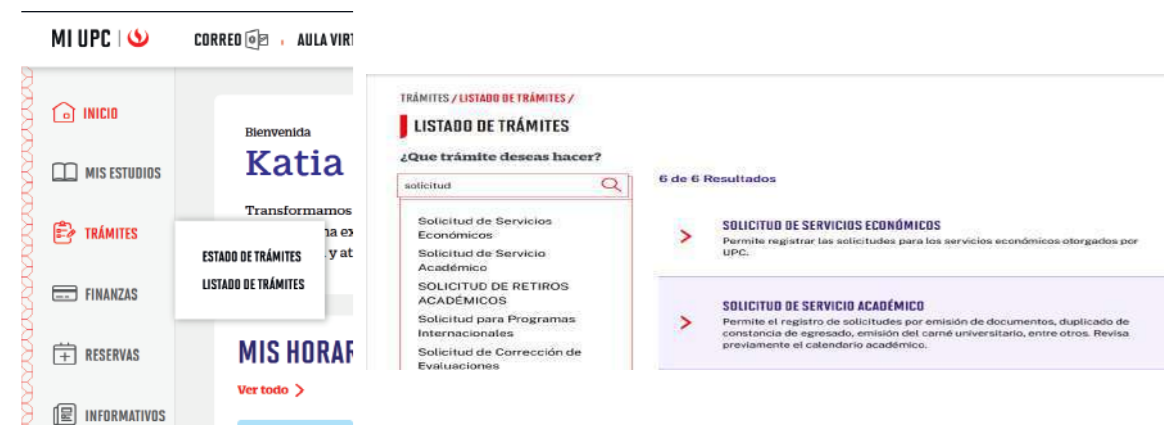 MI UPC
CORREO
AULA VIRT
INICIO
MIS ESTUDIOS
TRÁMITES
FINANZAS
RESERVAS
INFORMATIVOS
Bienvenida
Katia
Transformamos
na ex
y at
ESTADO DE TRÁMITES
LISTADO DE TRÁMITES
MIS HORAR
Ver todo
TRÁMITES / LISTADO DE TRÁMITES /
LISTADO DE TRÁMITES
¿Que trámite deseas hacer?
solicitud
Solicitud de Servicios
Económicos
Solicitud de Servicio
Académico
SOLICITUD DE RETIROS
ACADÉMICOS
Solicitud para Programas
Internacionales
Solicitud de Corrección de
Evaluaciones
6 de 6 Resultados
SOLICITUD DE SERVICIOS ECONÓMICOS
Permite registrar las solicitudes para los servicios económicos otorgados por
UPC.
SOLICITUD DE SERVICIO ACADÉMICO
Permite el registro de solicitudes por emisión de documentos, duplicado de
constancia de egresado, emisión del carné universitario, entre otros. Revisa
previamente el calendario académico.